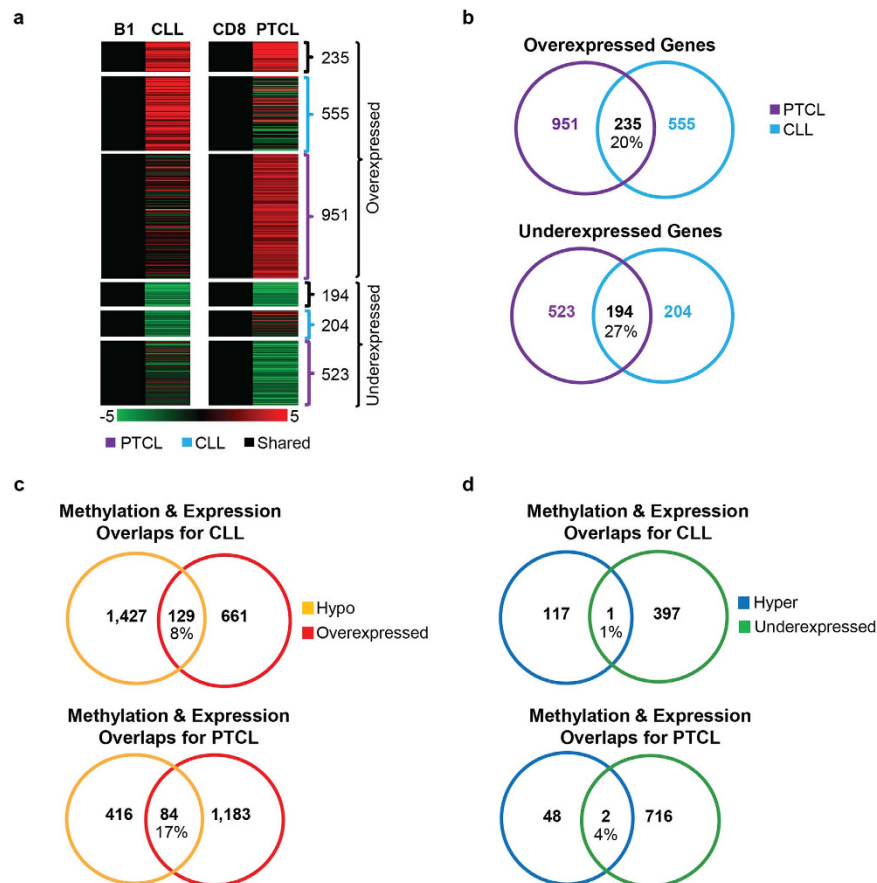 a
B1 CLL CD8 PTCL
235
555
951
Overexpressed
194
204
523
Underexpressed
-5 5
PTCL CLL Shared
b
Overexpressed Genes
951 235 555
20%
PTCL
CLL
Underexpressed Genes
523 194 204
27%
c
Methylation & Expression
Overlaps for CLL
1,427 129 661
8%
Hypo
Overexpressed
Methylation & Expression
Overlaps for PTCL
416 84 1,183
17%
d
Methylation & Expression
Overlaps for CLL
117 1 397
1%
Hyper
Underexpressed
Methylation & Expression
Overlaps for PTCL
48 2 716
4%